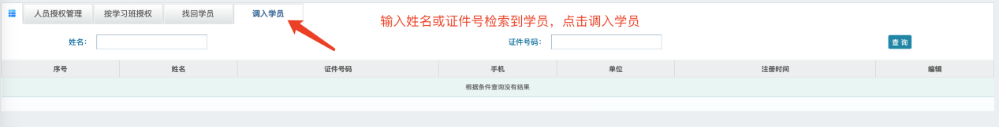 人员授权管理 按学习班授权 找回学员 调入学员
输入姓名或证件号检索到学员，点击调入学员
姓名： 证件号码： 查 询
序号 姓名 证件号码 手机 单位 注册时间 编辑
根据条件查询没有结果